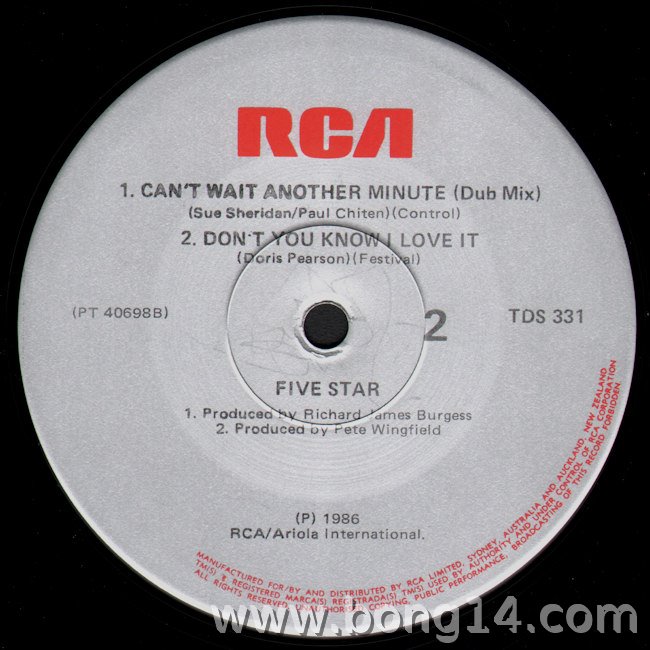 RCA
1. CAN'T WAIT ANOTHER MINUTE (Dub Mix)
(Sue Sheridan/Paul Chiten)(Control)
2. DON'T YOU KNOW I LOVE IT
(Doris Pearson)(Festival)
(PT 40698B)
2
TDS 331
FIVE STAR
1. Produced by Richard James Burgess
2. Produced by Pete Wingfield
(P) 1986
RCA/Ariola International.
MANUFACTURED FOR/BY AND DISTRIBUTED BY RCA LIMITED, SYDNEY, AUSTRALIA AND AUCKLAND, NEW ZEALAND
TM(S) & REGISTERED MARCA(S) REGISTRADA(S) TM(S) USED BY AUTHORITY AND UNDER CONTROL OF RCA CORPORATION
ALL RIGHTS RESERVED. UNAUTHORISED COPYING, PUBLIC PERFORMANCE, BROADCASTING OF THIS RECORD FORBIDDEN.
www.bong14.com